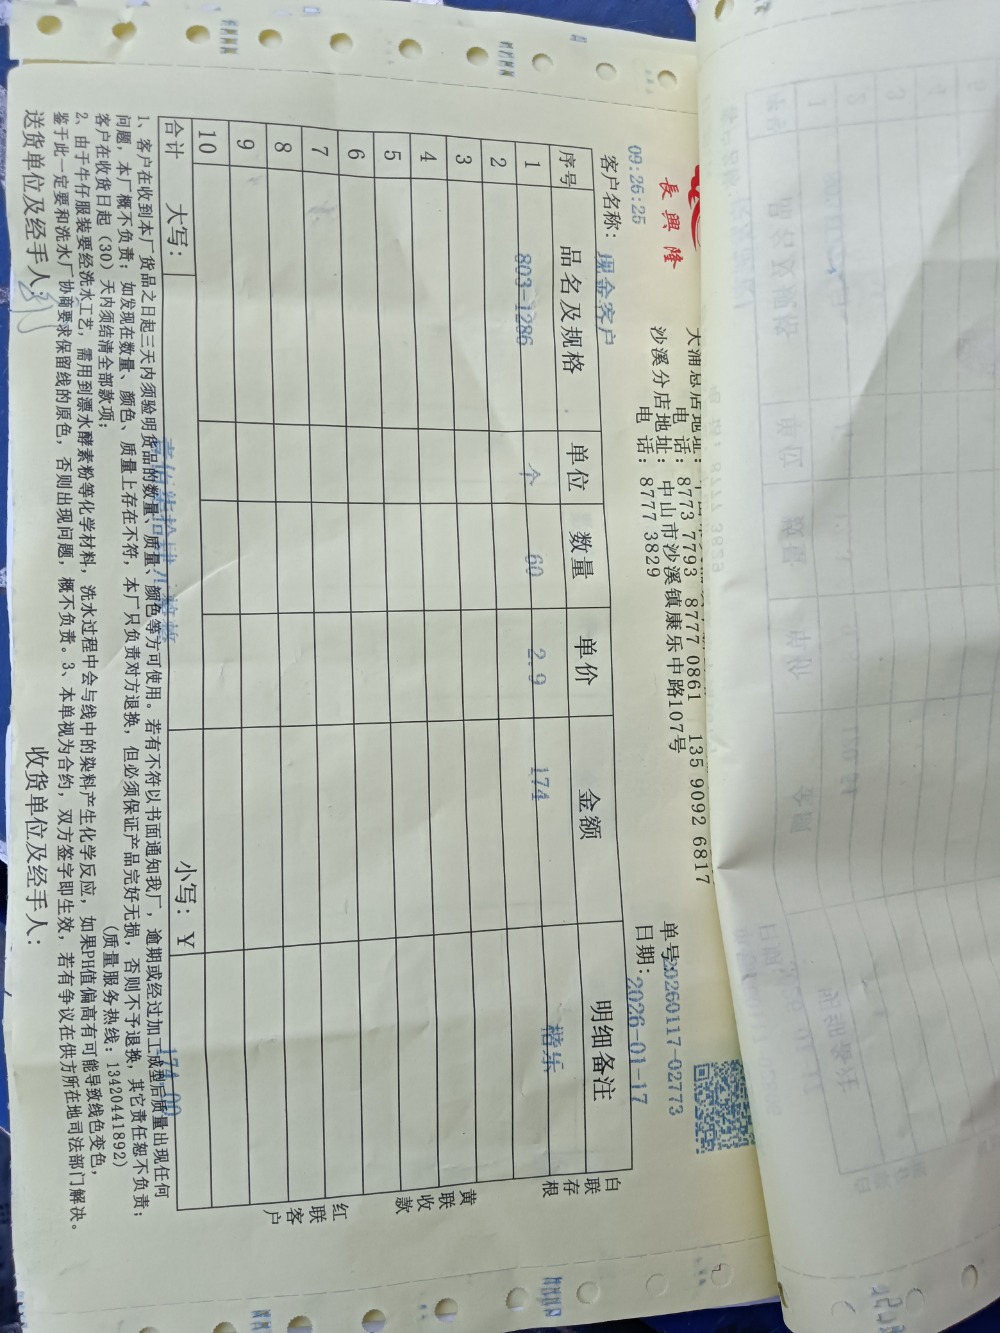 長興隆
电 话: 8773 7793 8777 0861 135 9092 6817
沙溪分店地址: 中山市沙溪镇康乐中路107号
电 话: 8777 3829
单号:20260117-02773
09:26:25
日期: 2026-01-17
客户名称: 现金客户
序号 品名及规格 单位 数量 单价 金额 明细备注
1 803-1286 个 60 2.9 174 楷乐
2
3
4
5
6
7
8
9
10
合计 大写: 小写: ¥ 174.00
白联存根
黄联收款
红联客户
1、客户在收到本厂货品之日起三天内须验明货品的数量、质量、颜色等方可使用。若有不符以书面通知我厂, 逾期或经过加工成型后质量出现任何
问题, 本厂概不负责; 如发现在数量、颜色、质量上存在不符, 本厂只负责对方退换, 但必须保证产品完好无损, 否则不予退换, 其它责任恕不负责;
客户在收货日起 (30) 天内须结清全部款项; (质量服务热线: 13420441892)
2、由于牛仔服装要经洗水工艺, 需用到漂水酵素粉等化学材料, 洗水过程中会与线中的染料产生化学反应, 如果PH值偏高有可能导致线色变色,
鉴于此一定要和洗水厂协商要求保留线的原色, 否则出现问题, 概不负责。3、本单视为合约, 双方签字即生效, 若有争议在供方所在地司法部门解决。
送货单位及经手人: 收货单位及经手人: